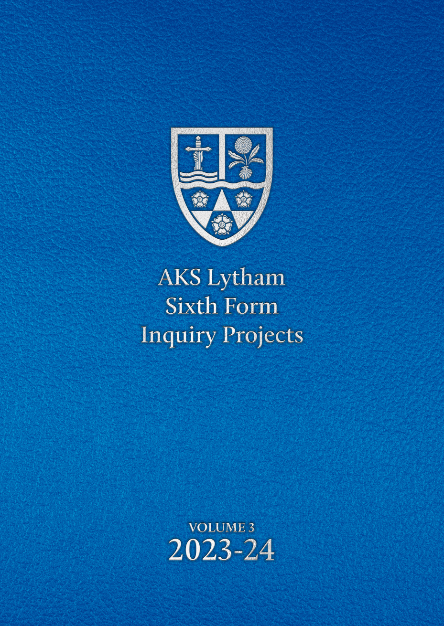 AKS Lytham
Sixth Form
Inquiry Projects
VOLUME 3
2023-24